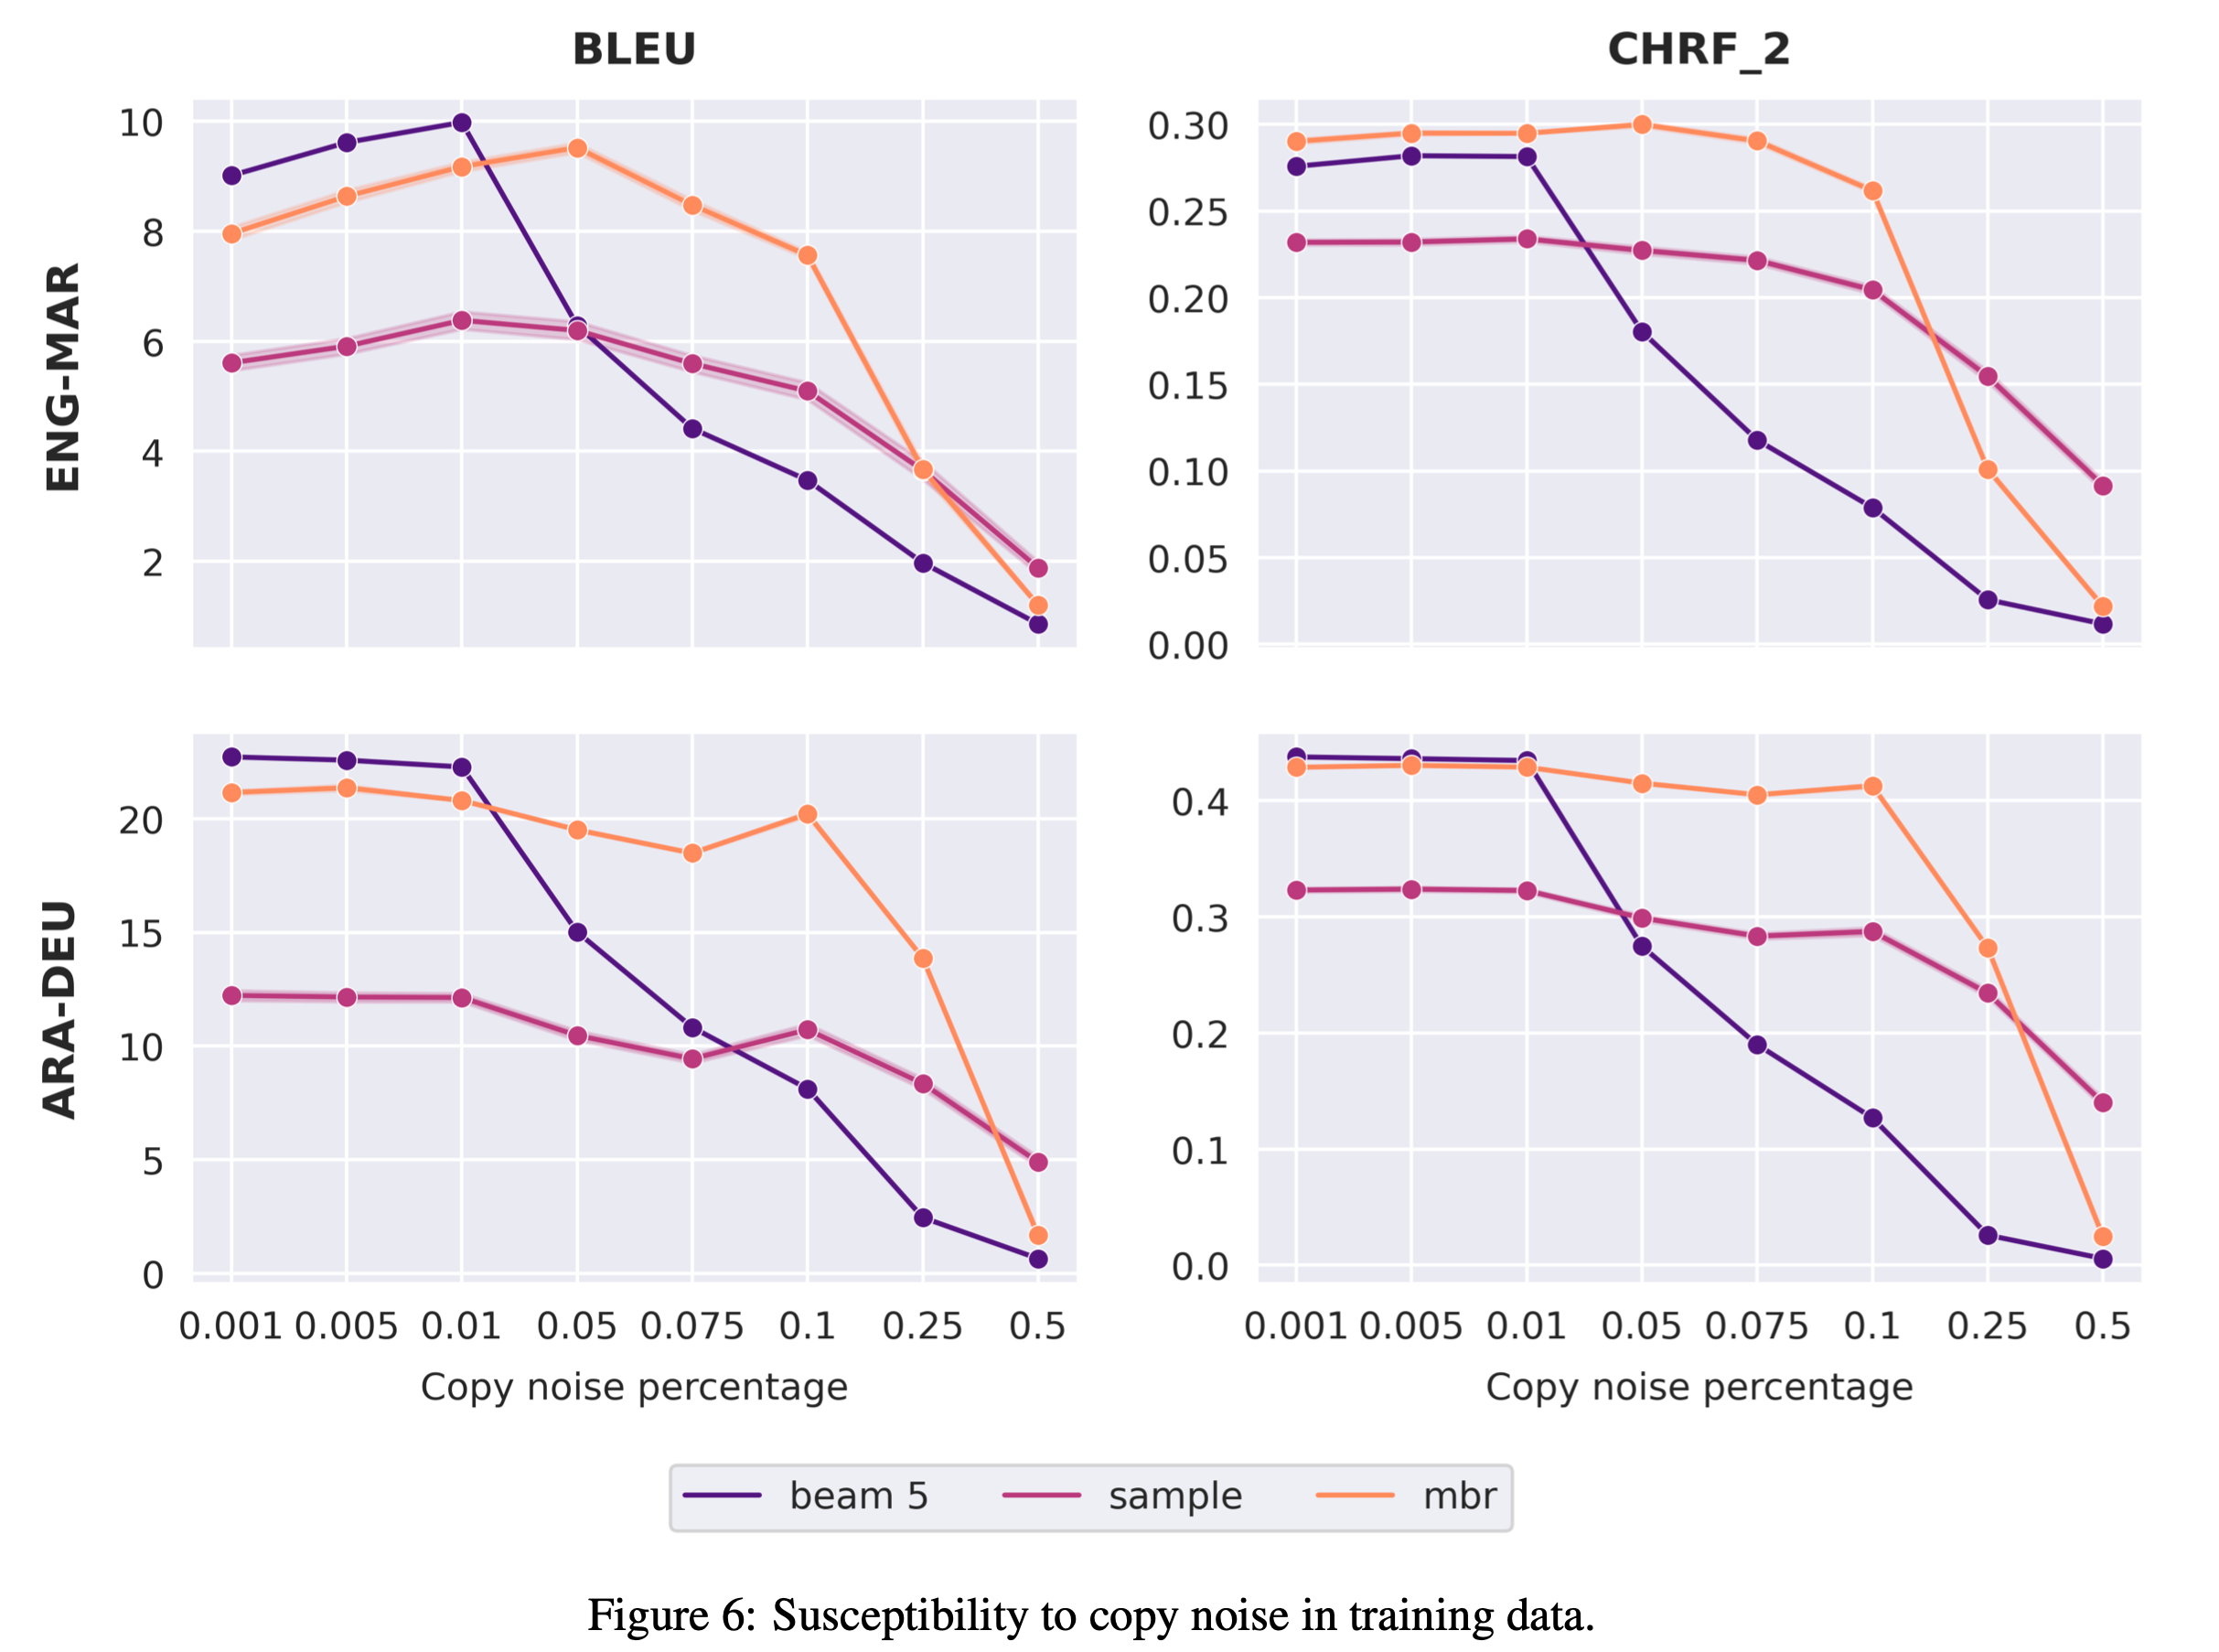 BLEU
CHRF_2
ENG-MAR
10
8
6
4
2
0.30
0.25
0.20
0.15
0.10
0.05
0.00
ARA-DEU
20
15
10
5
0
0.4
0.3
0.2
0.1
0.0
0.001 0.005 0.01 0.05 0.075 0.1 0.25 0.5
0.001 0.005 0.01 0.05 0.075 0.1 0.25 0.5
Copy noise percentage
Copy noise percentage
beam 5 sample mbr
Figure 6: Susceptibility to copy noise in training data.